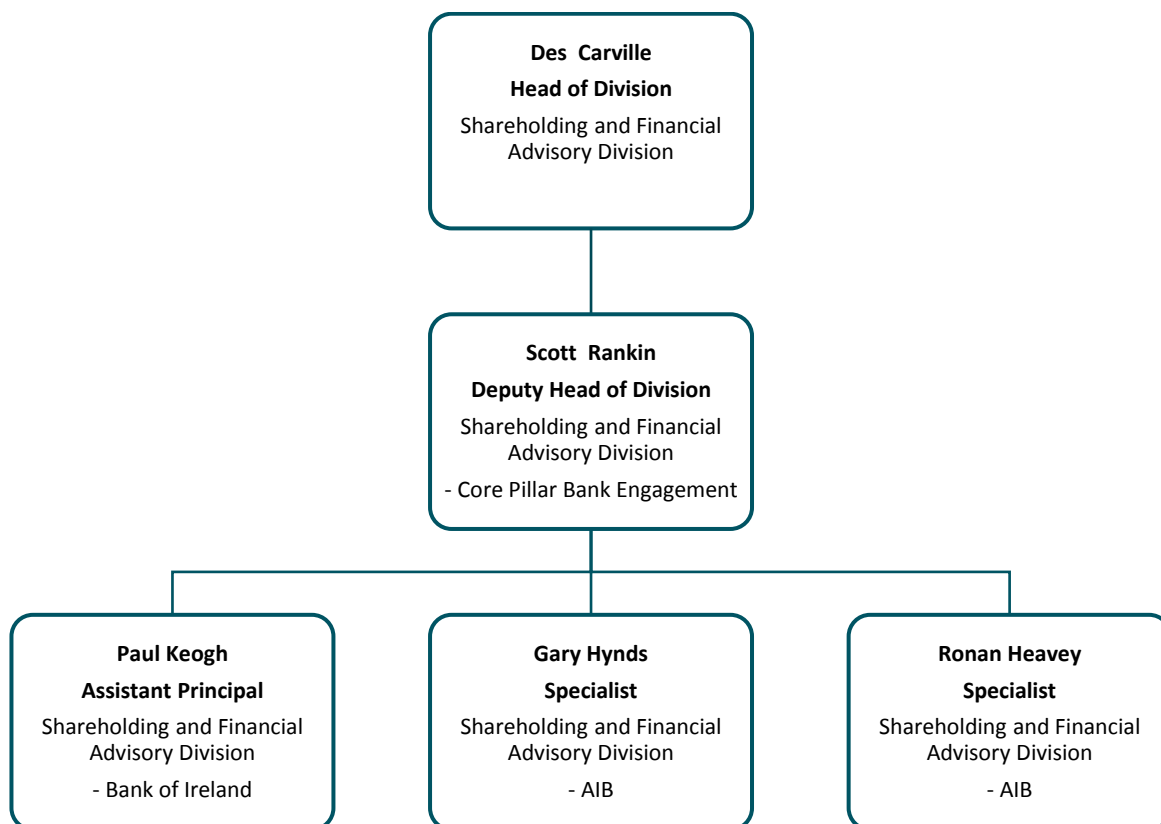 Des  Carville
Head of Division
Shareholding and Financial
Advisory Division
Scott  Rankin
Deputy Head of Division
Shareholding and Financial
Advisory Division
- Core Pillar Bank Engagement
Paul Keogh
Assistant Principal
Shareholding and Financial
Advisory Division
- Bank of Ireland
Gary Hynds
Specialist
Shareholding and Financial
Advisory Division
- AIB
Ronan Heavey
Specialist
Shareholding and Financial
Advisory Division
- AIB